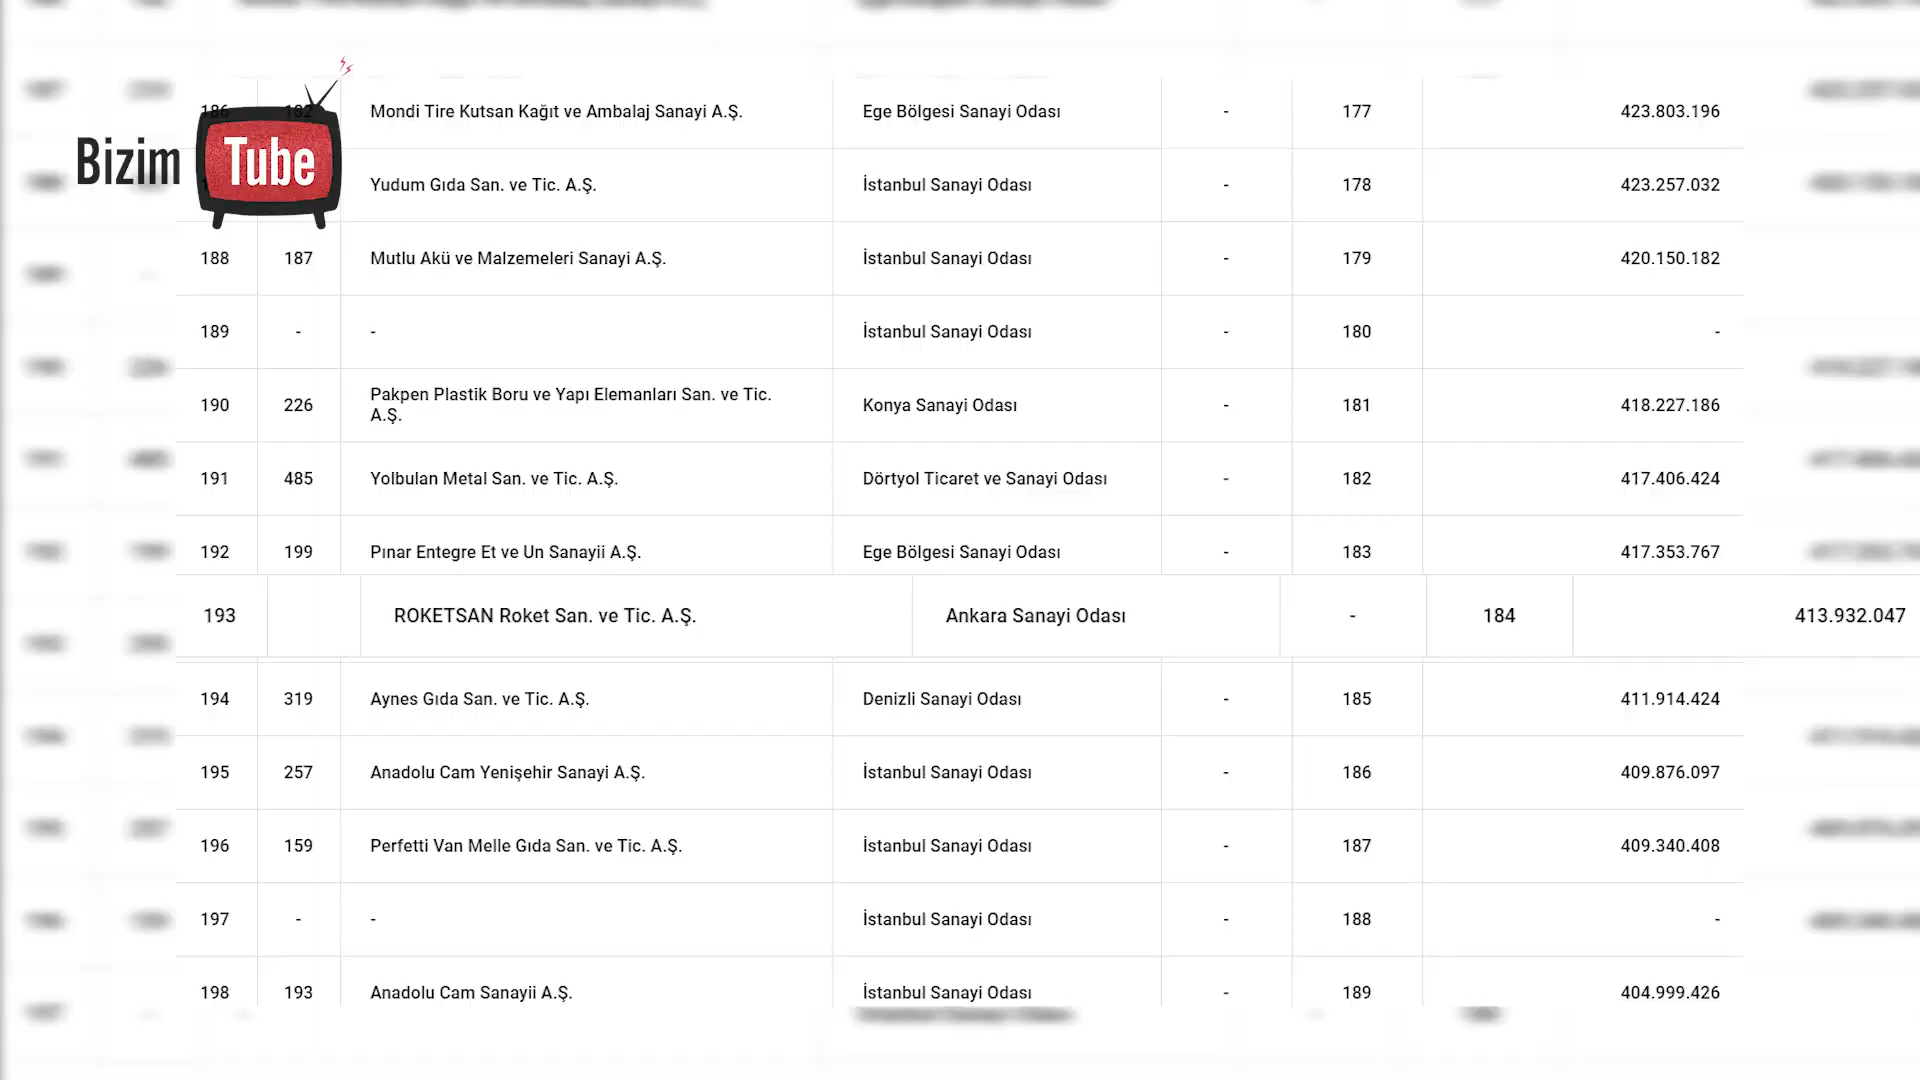 186 182 Mondi Tire Kutsan Kağıt ve Ambalaj Sanayi A.Ş. Ege Bölgesi Sanayi Odası - 177 423.803.196
Bizim Tube
Yudum Gıda San. ve Tic. A.Ş. İstanbul Sanayi Odası - 178 423.257.032
188 187 Mutlu Akü ve Malzemeleri Sanayi A.Ş. İstanbul Sanayi Odası - 179 420.150.182
189 - - İstanbul Sanayi Odası - 180 -
190 226 Pakpen Plastik Boru ve Yapı Elemanları San. ve Tic.
A.Ş. Konya Sanayi Odası - 181 418.227.186
191 485 Yolbulan Metal San. ve Tic. A.Ş. Dörtyol Ticaret ve Sanayi Odası - 182 417.406.424
192 199 Pınar Entegre Et ve Un Sanayii A.Ş. Ege Bölgesi Sanayi Odası - 183 417.353.767
193 ROKETSAN Roket San. ve Tic. A.Ş. Ankara Sanayi Odası - 184 413.932.047
194 319 Aynes Gıda San. ve Tic. A.Ş. Denizli Sanayi Odası - 185 411.914.424
195 257 Anadolu Cam Yenişehir Sanayi A.Ş. İstanbul Sanayi Odası - 186 409.876.097
196 159 Perfetti Van Melle Gıda San. ve Tic. A.Ş. İstanbul Sanayi Odası - 187 409.340.408
197 - - İstanbul Sanayi Odası - 188 -
198 193 Anadolu Cam Sanayii A.Ş. İstanbul Sanayi Odası - 189 404.999.426